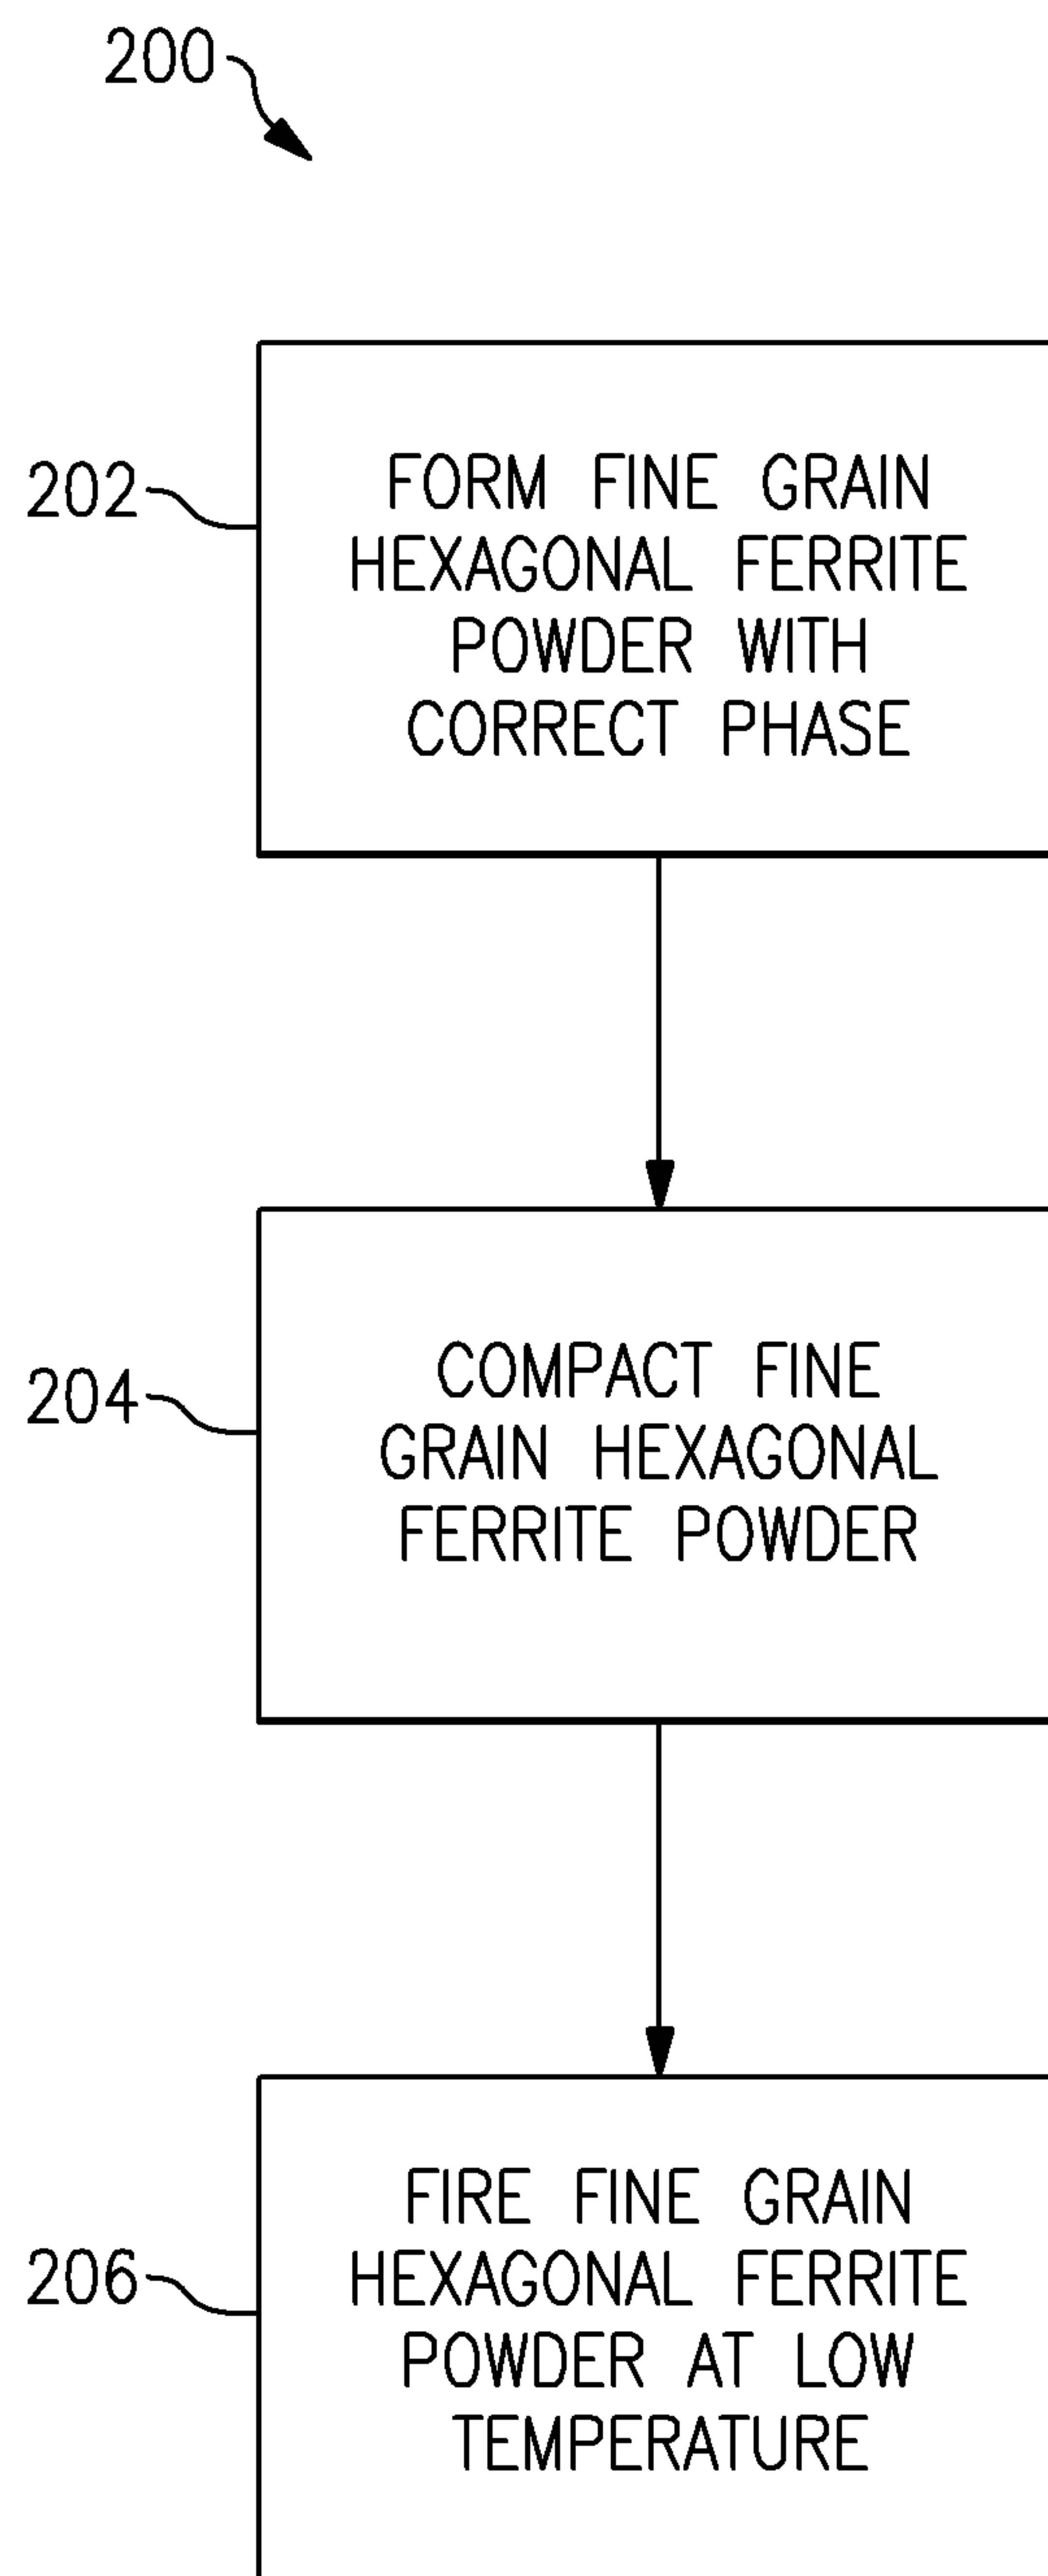 200
202
FORM FINE GRAIN
HEXAGONAL FERRITE
POWDER WITH
CORRECT PHASE
204
COMPACT FINE
GRAIN HEXAGONAL
FERRITE POWDER
206
FIRE FINE GRAIN
HEXAGONAL FERRITE
POWDER AT LOW
TEMPERATURE